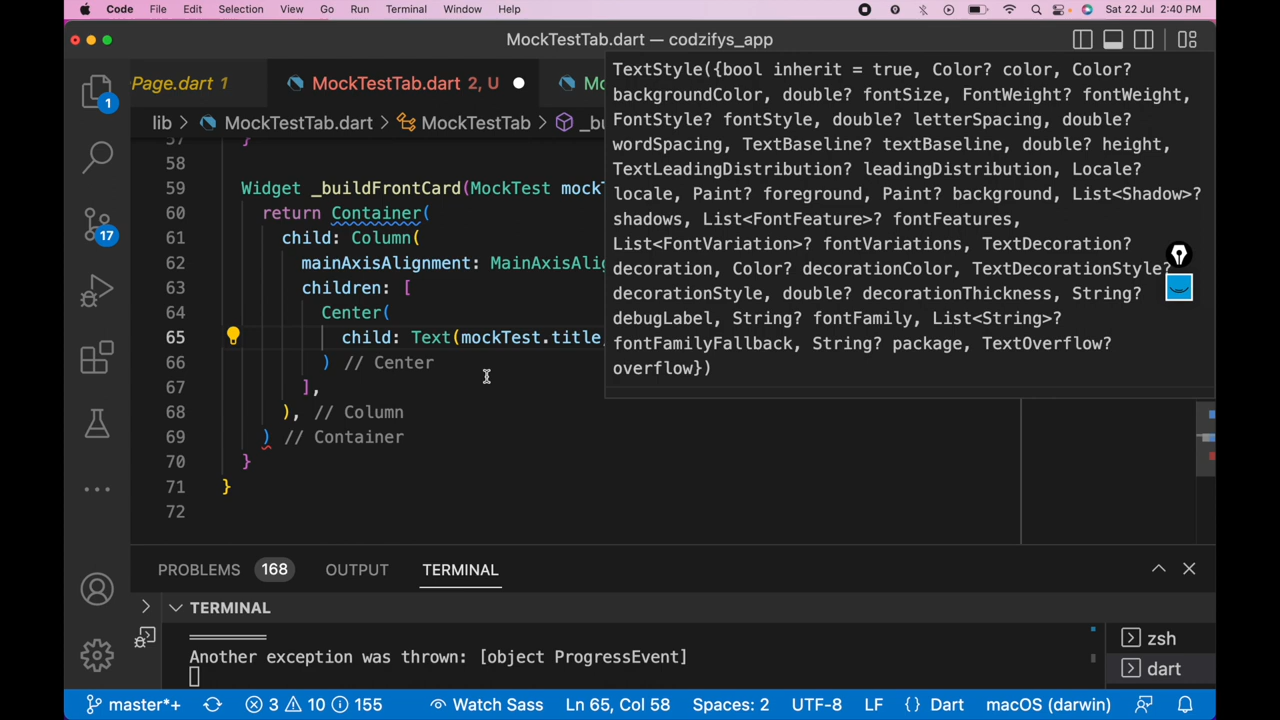 Code File Edit Selection View Go Run Terminal Window Help Sat 22 Jul 2:40 PM
MockTestTab.dart — codzifys_app
Page.dart 1 MockTestTab.dart 2, U
lib > MockTestTab.dart > MockTestTab >
57 }
58
59 Widget _buildFrontCard(MockTest
60 return Container(
61 child: Column(
62 mainAxisAlignment:
63 children: [
64 Center(
65 child: Text(mockTest.title
66 ) // Center
67 ],
68 ), // Column
69 ) // Container
70 }
71 }
72
TextStyle({bool inherit = true, Color? color, Color?
backgroundColor, double? fontSize, FontWeight? fontWeight,
FontStyle? fontStyle, double? letterSpacing, double?
wordSpacing, TextBaseline? textBaseline, double? height,
TextLeadingDistribution? leadingDistribution, Locale?
locale, Paint? foreground, Paint? background, List<Shadow>?
shadows, List<FontFeature>? fontFeatures,
List<FontVariation>? fontVariations, TextDecoration?
decoration, Color? decorationColor, TextDecorationStyle?
decorationStyle, double? decorationThickness, String?
debugLabel, String? fontFamily, List<String>?
fontFamilyFallback, String? package, TextOverflow?
overflow})
1
17
PROBLEMS 168 OUTPUT TERMINAL
TERMINAL
Another exception was thrown: [object ProgressEvent]
zsh
dart
master*+ 3 10 155 Watch Sass Ln 65, Col 58 Spaces: 2 UTF-8 LF {} Dart macOS (darwin)